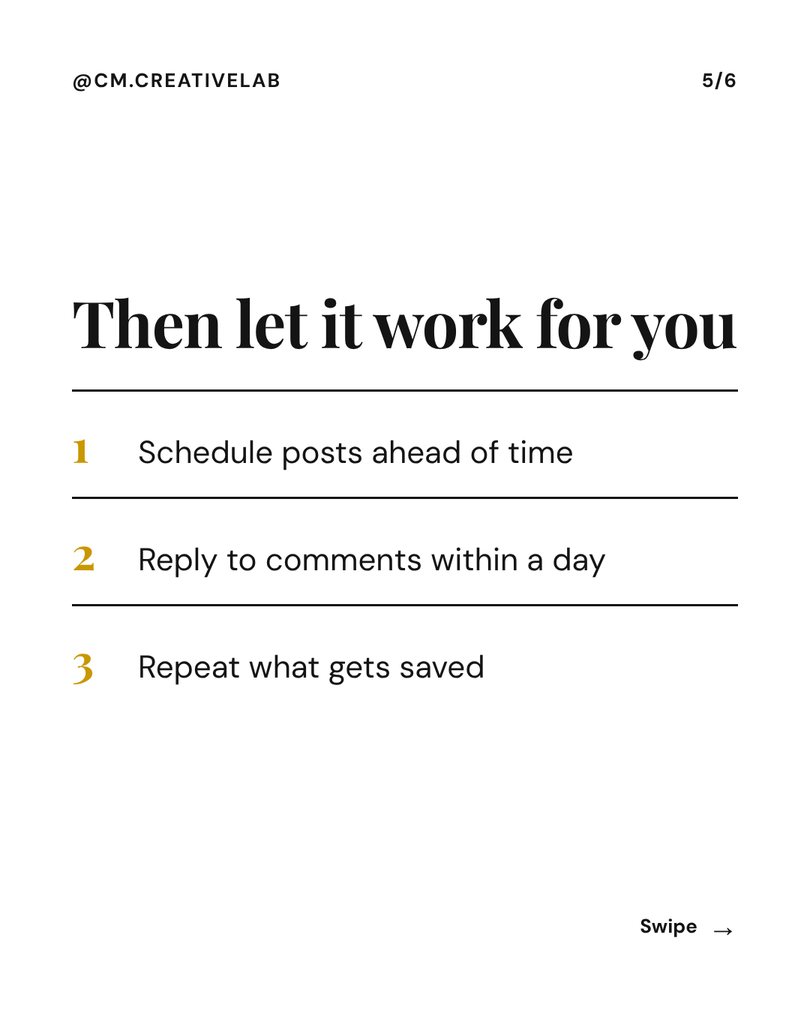 @CM.CREATIVELAB 5/6
Then let it work for you
1 Schedule posts ahead of time
2 Reply to comments within a day
3 Repeat what gets saved
Swipe →